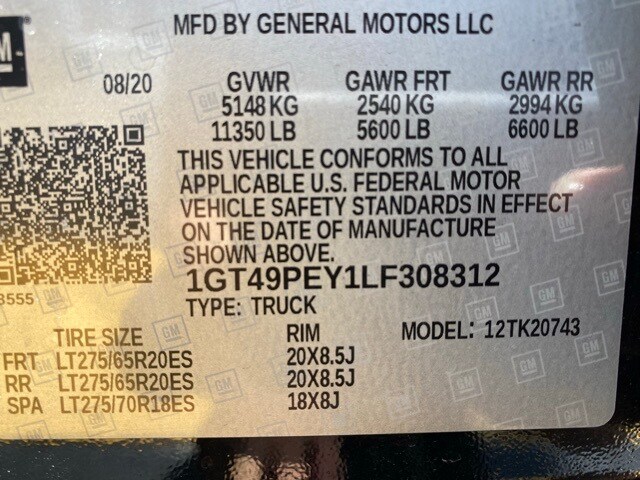 MFD BY GENERAL MOTORS LLC
GM
08/20 GVWR GAWR FRT GAWR RR
5148 KG 2540 KG 2994 KG
11350 LB 5600 LB 6600 LB
THIS VEHICLE CONFORMS TO ALL
APPLICABLE U.S. FEDERAL MOTOR
VEHICLE SAFETY STANDARDS IN EFFECT
ON THE DATE OF MANUFACTURE
SHOWN ABOVE.
1GT49PEY1LF308312
3555
TYPE: TRUCK
TIRE SIZE RIM MODEL: 12TK20743
FRT LT275/65R20ES 20X8.5J
RR LT275/65R20ES 20X8.5J
SPA LT275/70R18ES 18X8J